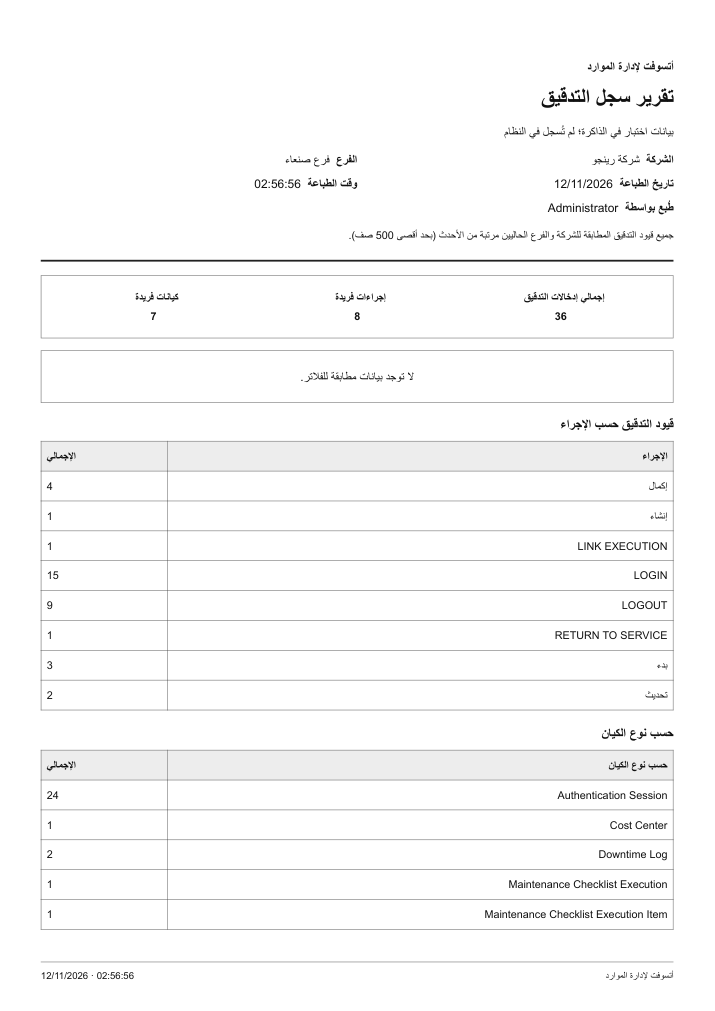 أتسوفت لإدارة الموارد
تقرير سجل التدقيق
بيانات اختبار في الذاكرة؛ لم تُسجل في النظام
الشركة شركة رينجو
الفرع فرع صنعاء
تاريخ الطباعة 12/11/2026
وقت الطباعة 02:56:56
طُبع بواسطة Administrator
جميع قيود التدقيق المطابقة للشركة والفرع الحاليين مرتبة من الأحدث (بحد أقصى 500 صف).
إجمالي إدخالات التدقيق
36
إجراءات فريدة
8
كيانات فريدة
7
لا توجد بيانات مطابقة للفلاتر.
قيود التدقيق حسب الإجراء
الإجراء الإجمالي
إكمال 4
إنشاء 1
LINK EXECUTION 1
LOGIN 15
LOGOUT 9
RETURN TO SERVICE 1
بدء 3
تحديث 2
حسب نوع الكيان
حسب نوع الكيان الإجمالي
Authentication Session 24
Cost Center 1
Downtime Log 2
Maintenance Checklist Execution 1
Maintenance Checklist Execution Item 1
أتسوفت لإدارة الموارد
12/11/2026 · 02:56:56